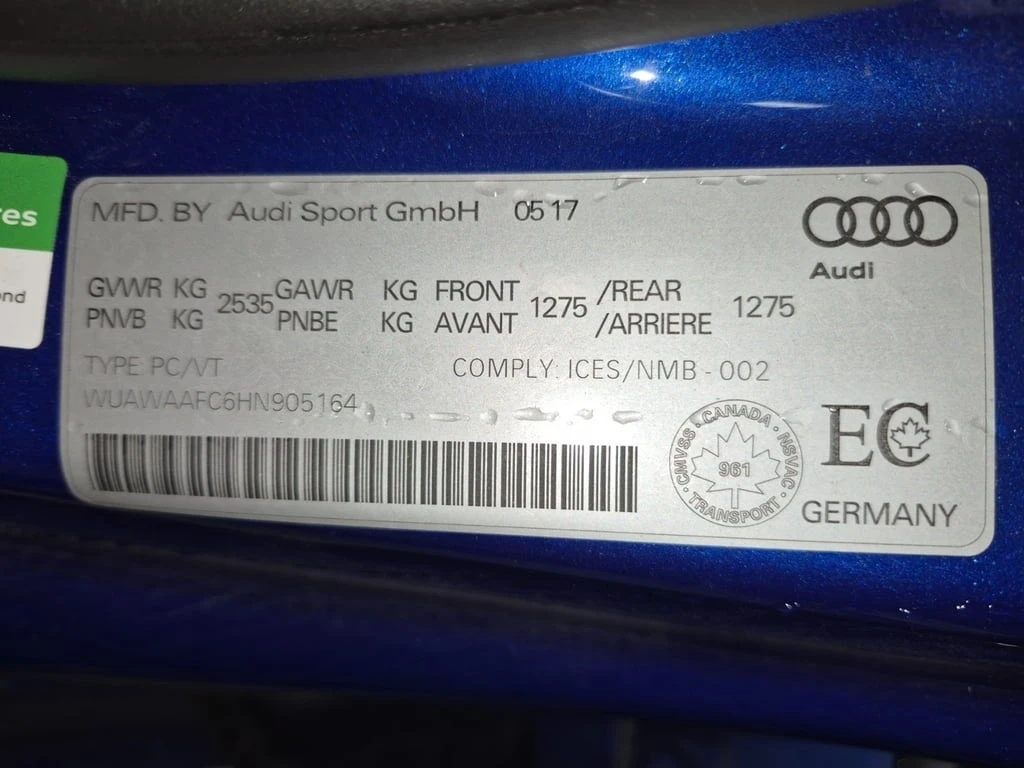 res
ond
MFD. BY Audi Sport GmbH 05 17
Audi
GVWR KG 2535 GAWR KG FRONT 1275 /REAR 1275
PNVB KG PNBE KG AVANT /ARRIERE
TYPE: PC/VT COMPLY: ICES/NMB - 002
WUAWAAFC6HN905164
CANADA · NSVAC · TRANSPORT · CMVSS ·
961
EC
GERMANY